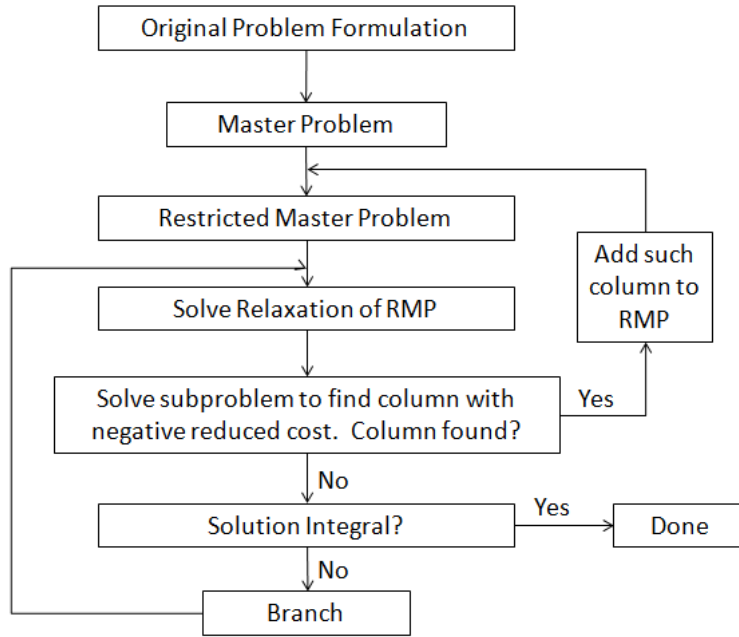 Original Problem Formulation
Master Problem
Restricted Master Problem
Add such
column to
RMP
Solve Relaxation of RMP
Solve subproblem to find column with
negative reduced cost.  Column found?
Yes
No
Solution Integral?
Yes
Done
No
Branch